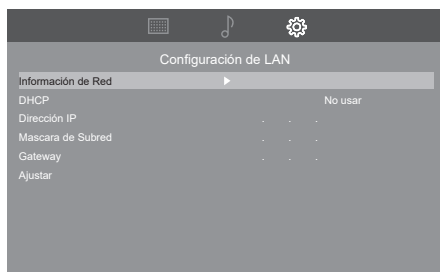 Configuración de LAN
Información de Red
DHCP No usar
Dirección IP . . .
Mascara de Subred . . .
Gateway . . .
Ajustar